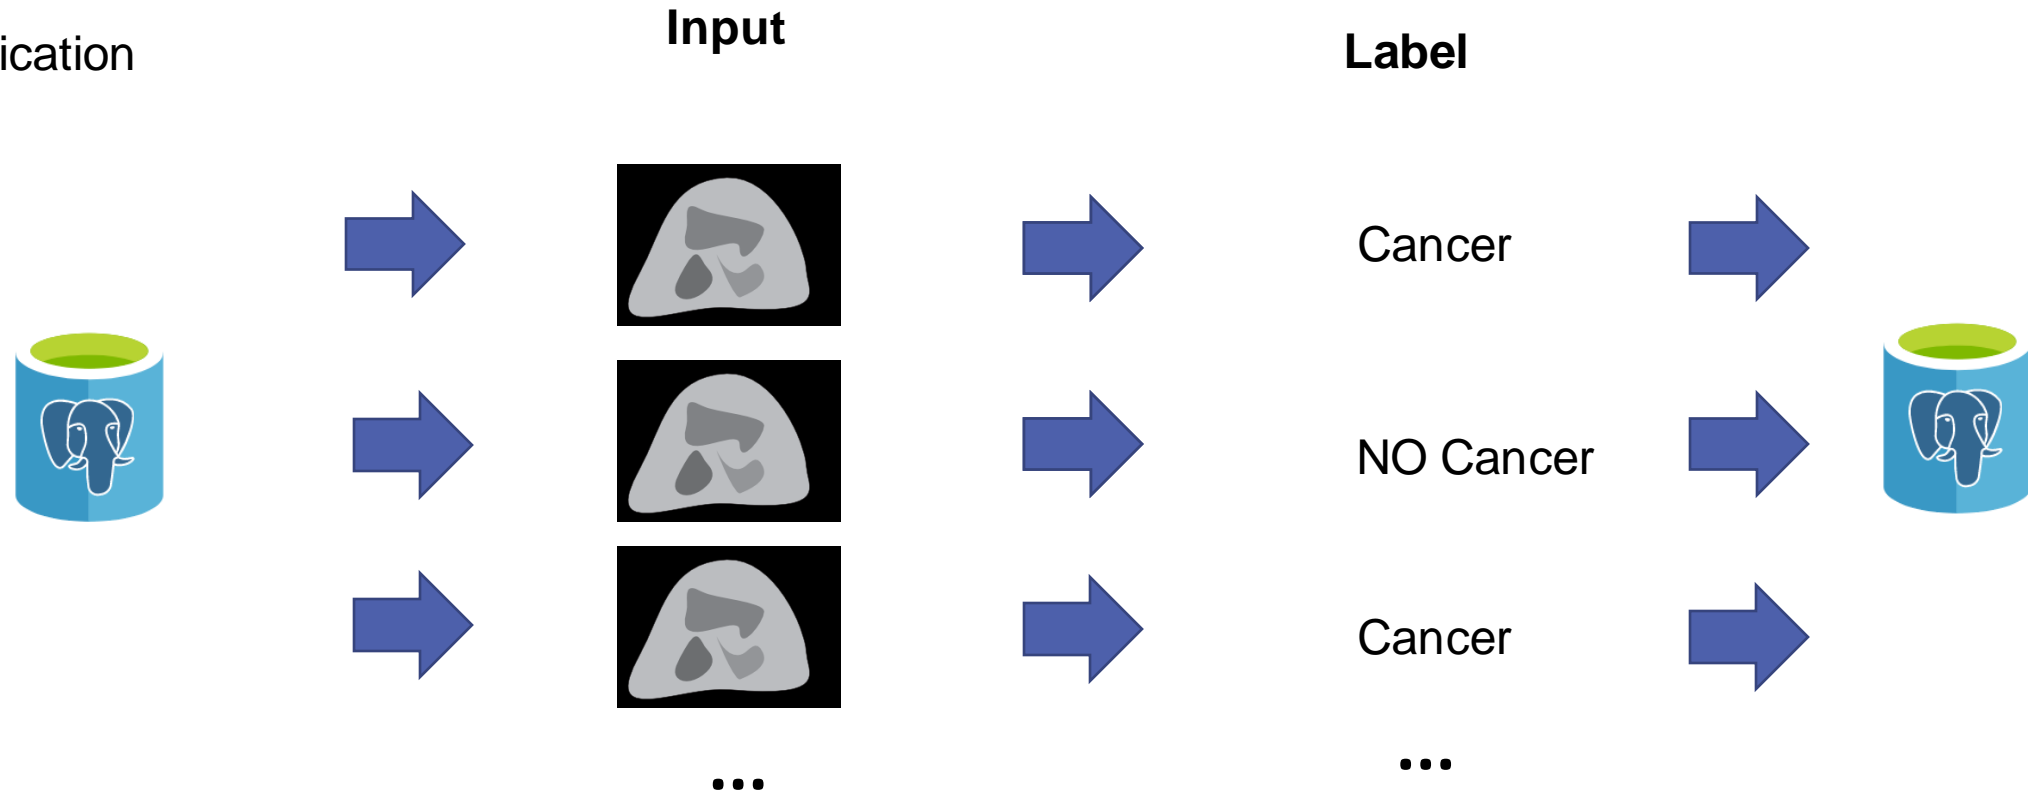 ication
Input
Label
Cancer
NO Cancer
Cancer
...
...